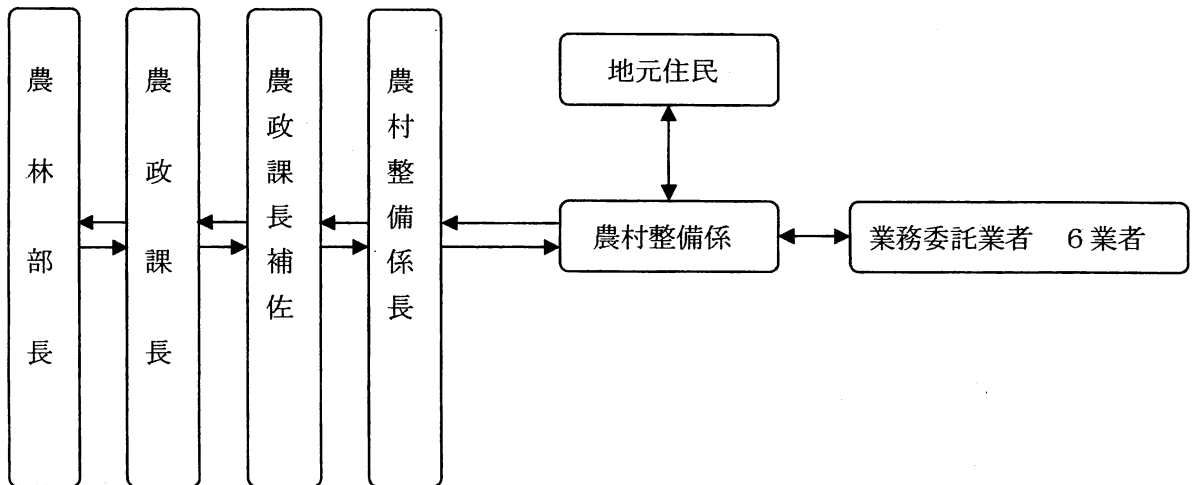 農林部長
農政課長
農政課長補佐
農村整備係長
地元住民
農村整備係
業務委託業者　６業者